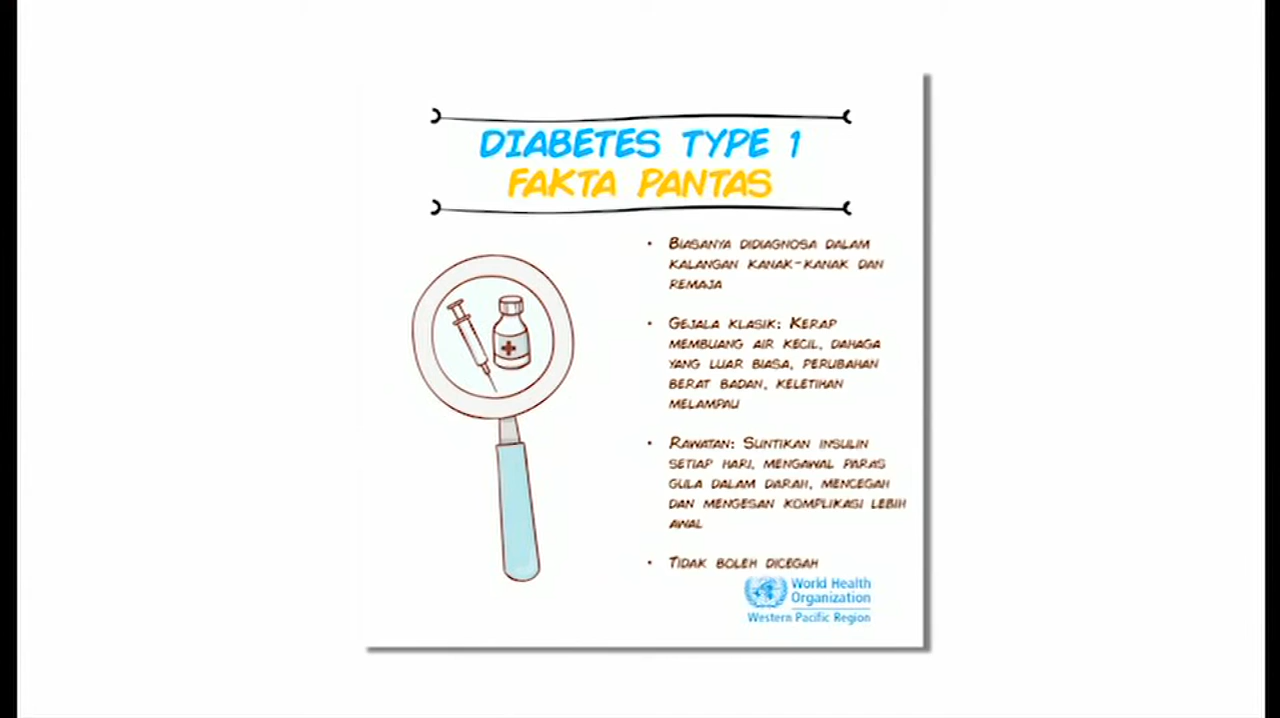 DIABETES TYPE 1
FAKTA PANTAS
• BIASANYA DIDIAGNOSA DALAM
KALANGAN KANAK-KANAK DAN
REMAJA
• GEJALA KLASIK: KERAP
MEMBUANG AIR KECIL, DAHAGA
YANG LUAR BIASA, PERUBAHAN
BERAT BADAN, KELETIHAN
MELAMPAU
• RAWATAN: SUNTIKAN INSULIN
SETIAP HARI, MENGAWAL PARAS
GULA DALAM DARAH, MENCEGAH
DAN MENGESAN KOMPLIKASI LEBIH
AWAL
• TIDAK BOLEH DICEGAH
World Health
Organization
Western Pacific Region